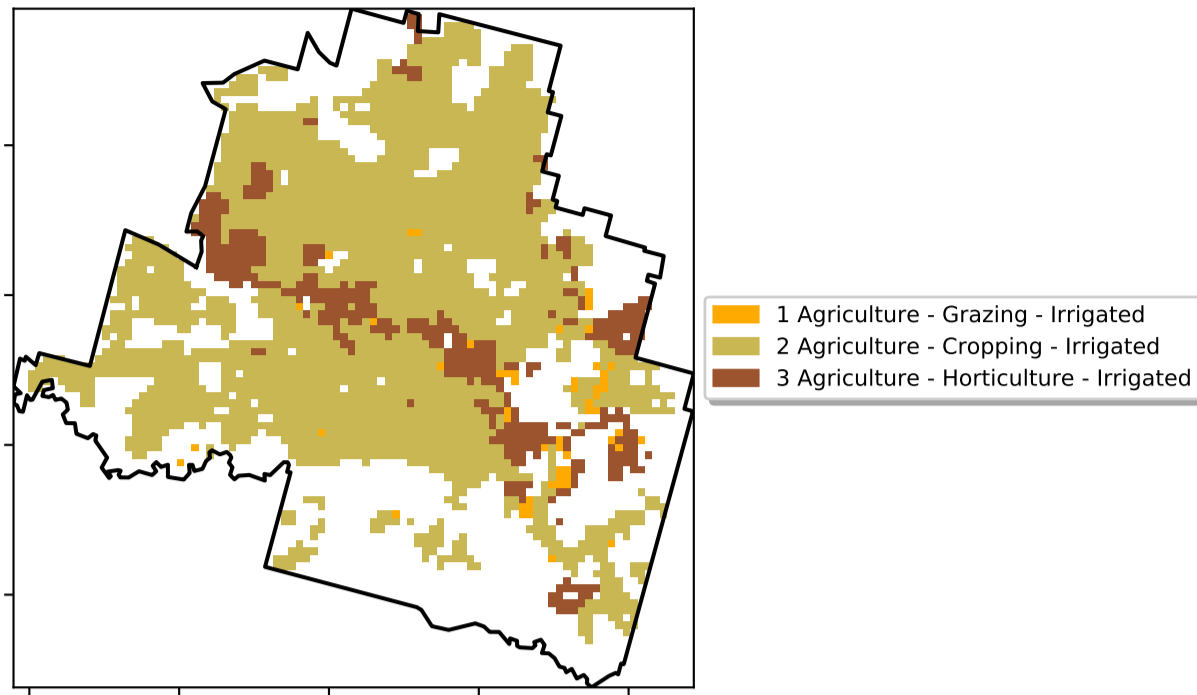 1 Agriculture - Grazing - Irrigated
2 Agriculture - Cropping - Irrigated
3 Agriculture - Horticulture - Irrigated